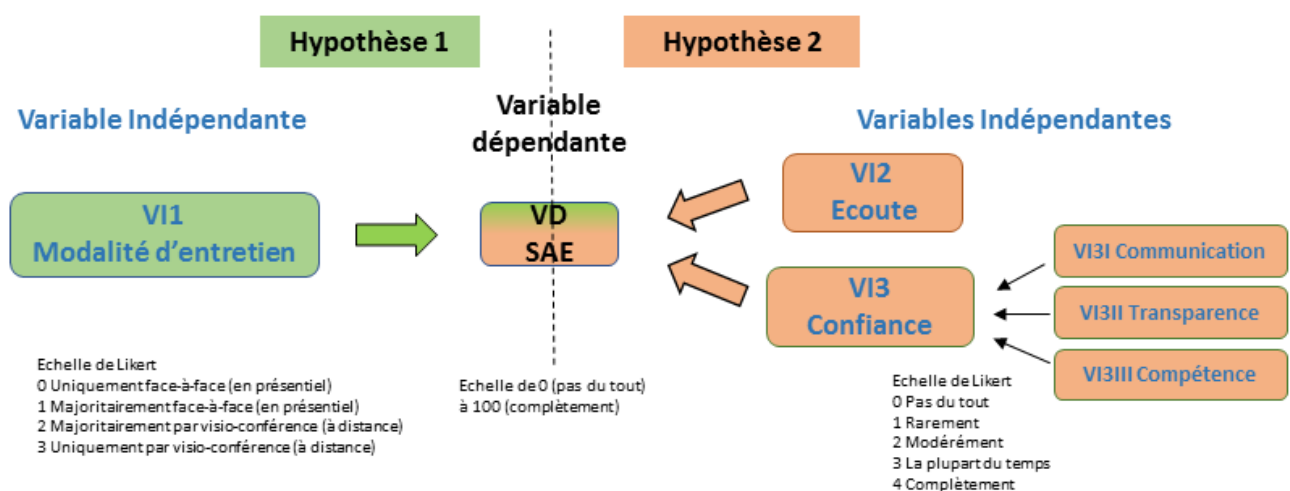 Hypothèse 1
Hypothèse 2
Variable Indépendante
Variable
dépendante
Variables Indépendantes
VI1
Modalité d'entretien
VD
SAE
VI2
Ecoute
VI3
Confiance
VI3I Communication
VI3II Transparence
VI3III Compétence
Echelle de Likert
0 Uniquement face-à-face (en présentiel)
1 Majoritairement face-à-face (en présentiel)
2 Majoritairement par visio-conférence (à distance)
3 Uniquement par visio-conférence (à distance)
Echelle de 0 (pas du tout)
à 100 (complètement)
Echelle de Likert
0 Pas du tout
1 Rarement
2 Modérément
3 La plupart du temps
4 Complètement